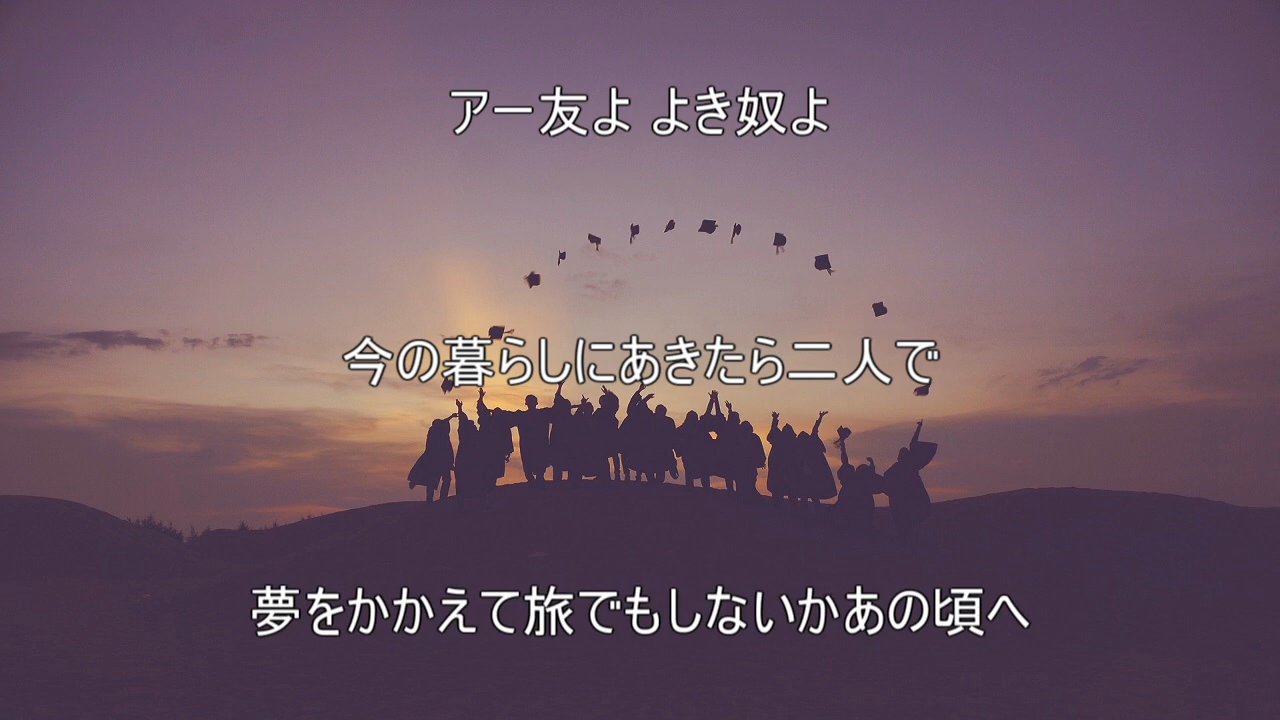 アー友よ よき奴よ
今の暮らしにあきたら二人で
夢をかかえて旅でもしないかあの頃へ